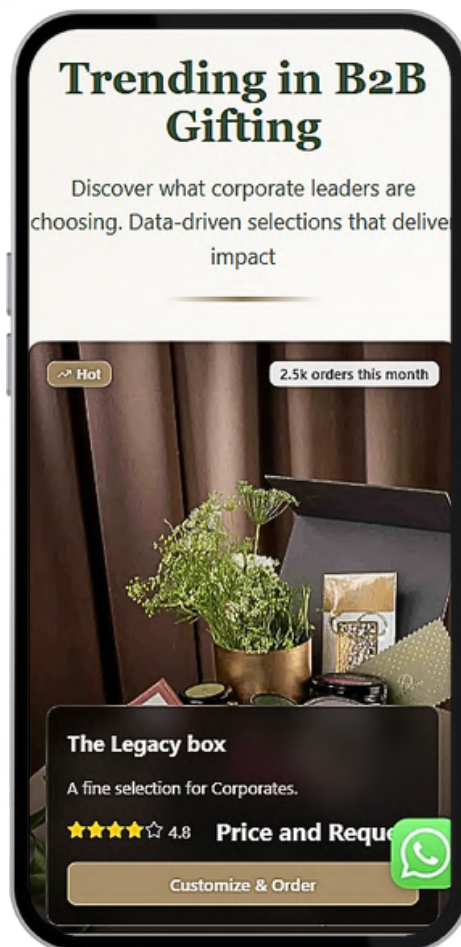 Trending in B2B
Gifting
Discover what corporate leaders are
choosing. Data-driven selections that deliver
impact
Hot
2.5k orders this month
The Legacy box
A fine selection for Corporates.
4.8 Price and Reque
Customize & Order